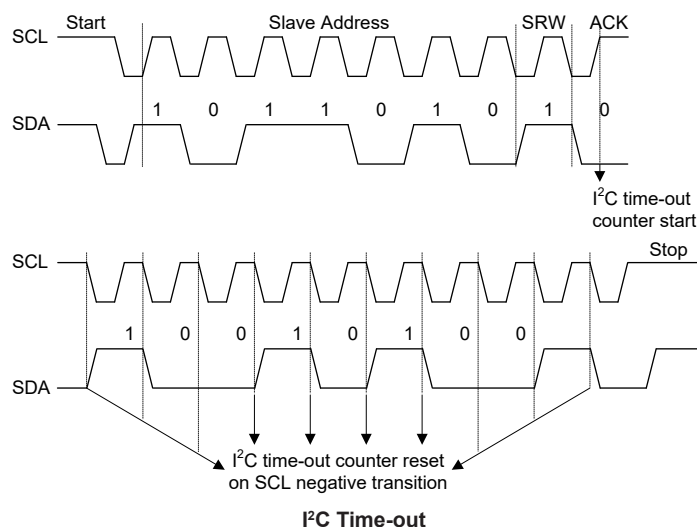 Start Slave Address SRW ACK
SCL
1 0 1 1 0 1 0 1 0
SDA
I²C time-out
counter start
SCL Stop
1 0 0 1 0 1 0 0
SDA
I²C time-out counter reset
on SCL negative transition
I²C Time-out